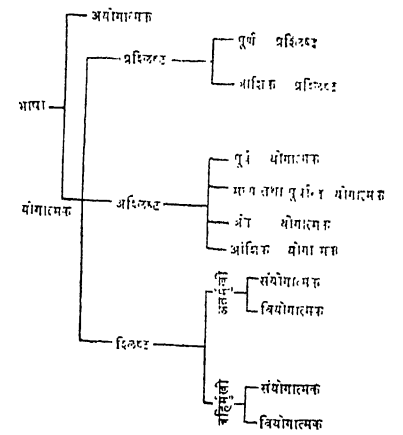 अयोगात्मक
पूर्ण प्रश्लिष्ट
प्रश्लिष्ट
आंशिक प्रश्लिष्ट
भाषा
पूर्व योगात्मक
मध्य तथा पूर्वान्त योगात्मक
योगात्मक
अश्लिष्ट
अंत योगात्मक
आंशिक योगात्मक
अंतर्मुखी
संयोगात्मक
वियोगात्मक
श्लिष्ट
बहिर्मुखी
संयोगात्मक
वियोगात्मक